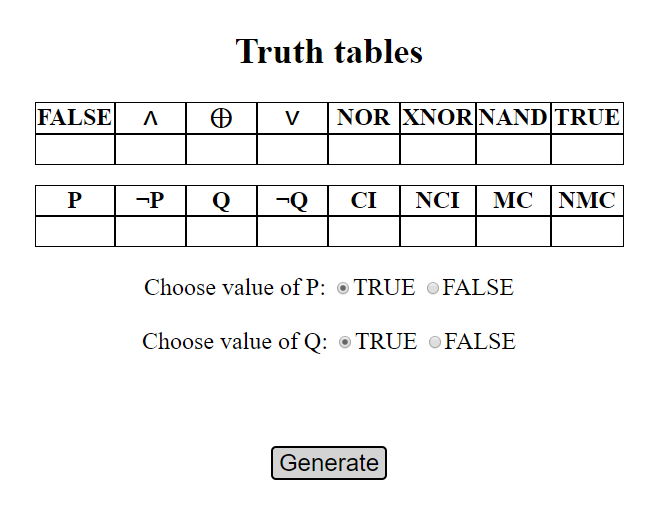 Truth tables
FALSE ∧ ⊕ ∨ NOR XNOR NAND TRUE
P ¬P Q ¬Q CI NCI MC NMC
Choose value of P: TRUE FALSE
Choose value of Q: TRUE FALSE
Generate